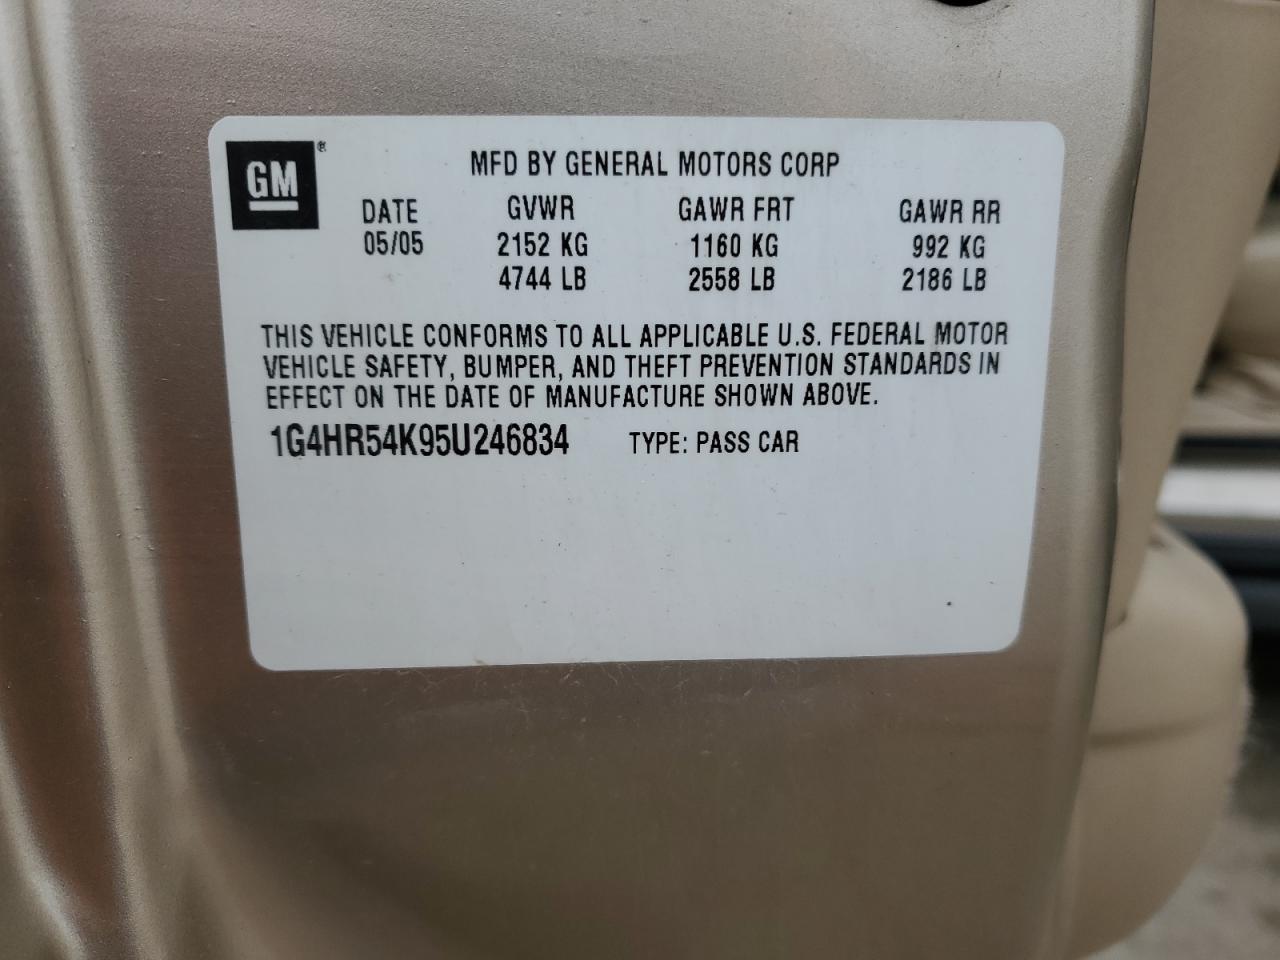 GM®
MFD BY GENERAL MOTORS CORP
DATE GVWR GAWR FRT GAWR RR
05/05 2152 KG 1160 KG 992 KG
4744 LB 2558 LB 2186 LB
THIS VEHICLE CONFORMS TO ALL APPLICABLE U.S. FEDERAL MOTOR
VEHICLE SAFETY, BUMPER, AND THEFT PREVENTION STANDARDS IN
EFFECT ON THE DATE OF MANUFACTURE SHOWN ABOVE.
1G4HR54K95U246834 TYPE: PASS CAR